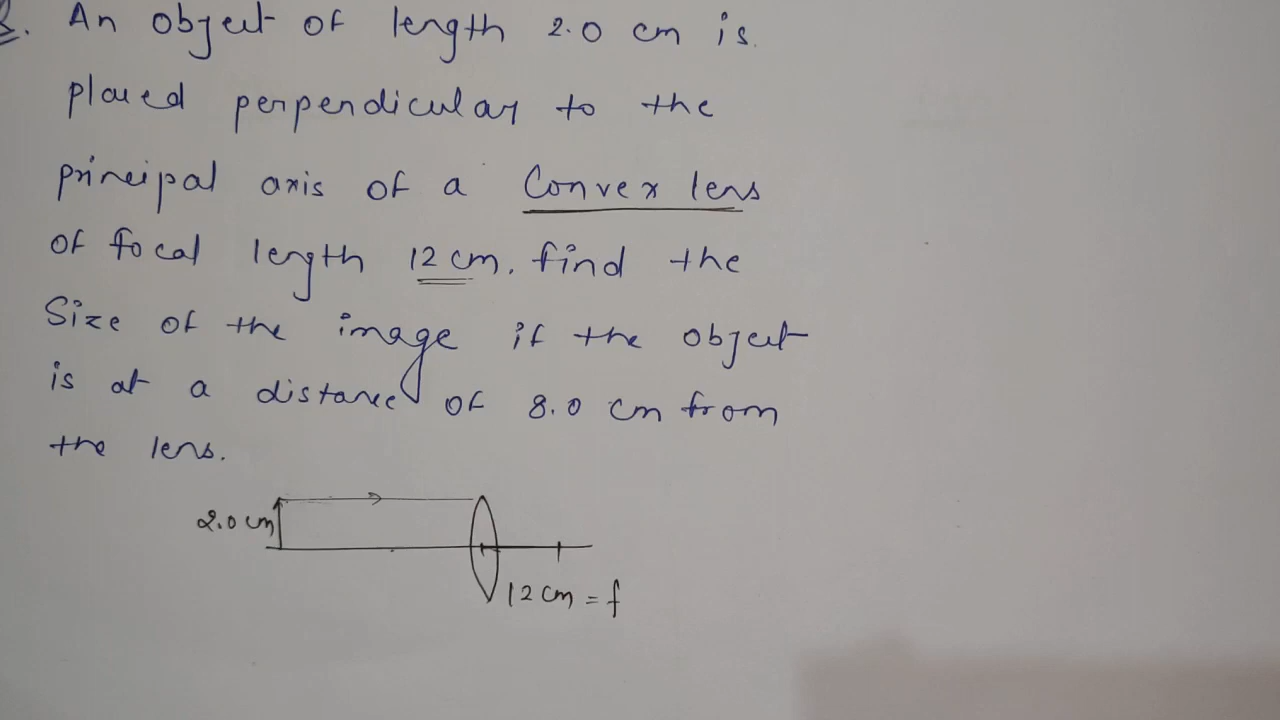 An object of length 2.0 cm is.
placed perpendicular to the
principal axis of a Convex lens
of focal length 12 cm. find the
Size of the image if the object
is at a distance of 8.0 cm from
the lens.
2.0 cm
12 cm = f